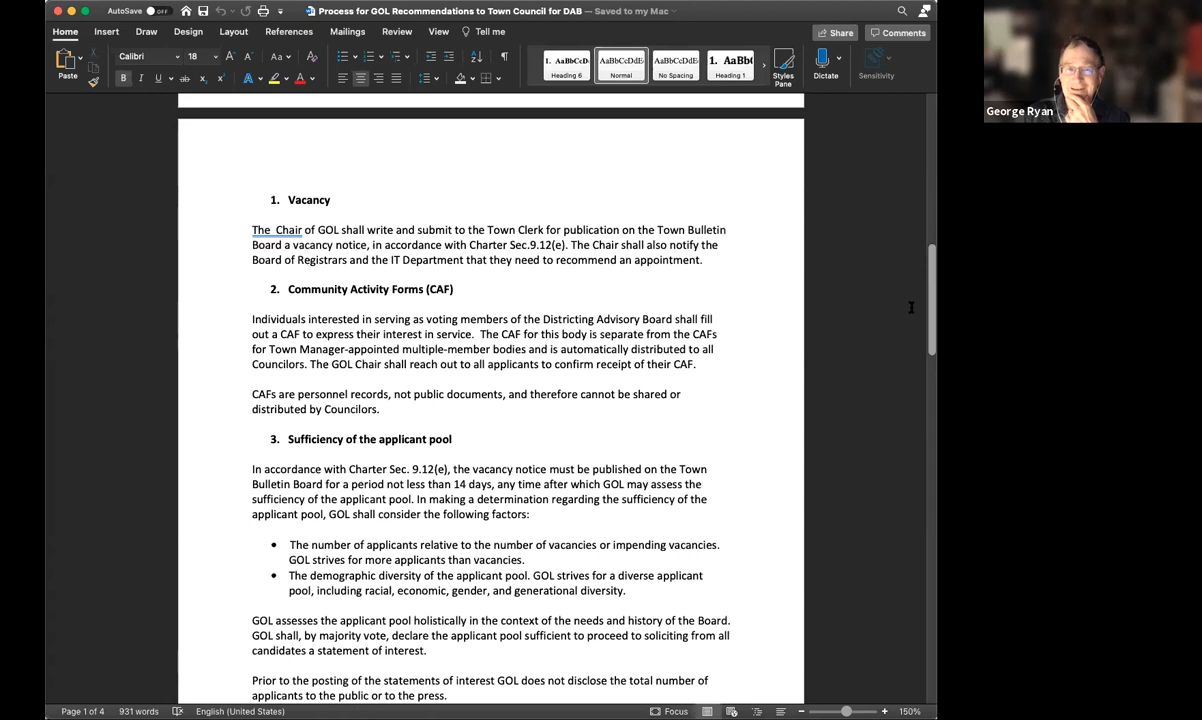 AutoSave OFF Process for GOL Recommendations to Town Council for DAB — Saved to my Mac
Home Insert Draw Design Layout References Mailings Review View Tell me Share Comments
Paste Calibri 18 A A Aa A
B I U ab x₂ x² A A
AaBbCcDdEe Heading 6
AaBbCcDdEe Normal
AaBbCcDdEe No Spacing
1. AaBb Heading 1
Styles Pane
Dictate
Sensitivity
George Ryan
1. Vacancy
The Chair of GOL shall write and submit to the Town Clerk for publication on the Town Bulletin
Board a vacancy notice, in accordance with Charter Sec.9.12(e). The Chair shall also notify the
Board of Registrars and the IT Department that they need to recommend an appointment.
2. Community Activity Forms (CAF)
Individuals interested in serving as voting members of the Districting Advisory Board shall fill
out a CAF to express their interest in service. The CAF for this body is separate from the CAFs
for Town Manager-appointed multiple-member bodies and is automatically distributed to all
Councilors. The GOL Chair shall reach out to all applicants to confirm receipt of their CAF.
CAFs are personnel records, not public documents, and therefore cannot be shared or
distributed by Councilors.
3. Sufficiency of the applicant pool
In accordance with Charter Sec. 9.12(e), the vacancy notice must be published on the Town
Bulletin Board for a period not less than 14 days, any time after which GOL may assess the
sufficiency of the applicant pool. In making a determination regarding the sufficiency of the
applicant pool, GOL shall consider the following factors:
• The number of applicants relative to the number of vacancies or impending vacancies.
GOL strives for more applicants than vacancies.
• The demographic diversity of the applicant pool. GOL strives for a diverse applicant
pool, including racial, economic, gender, and generational diversity.
GOL assesses the applicant pool holistically in the context of the needs and history of the Board.
GOL shall, by majority vote, declare the applicant pool sufficient to proceed to soliciting from all
candidates a statement of interest.
Prior to the posting of the statements of interest GOL does not disclose the total number of
applicants to the public or to the press.
Page 1 of 4 931 words English (United States) Focus 150%